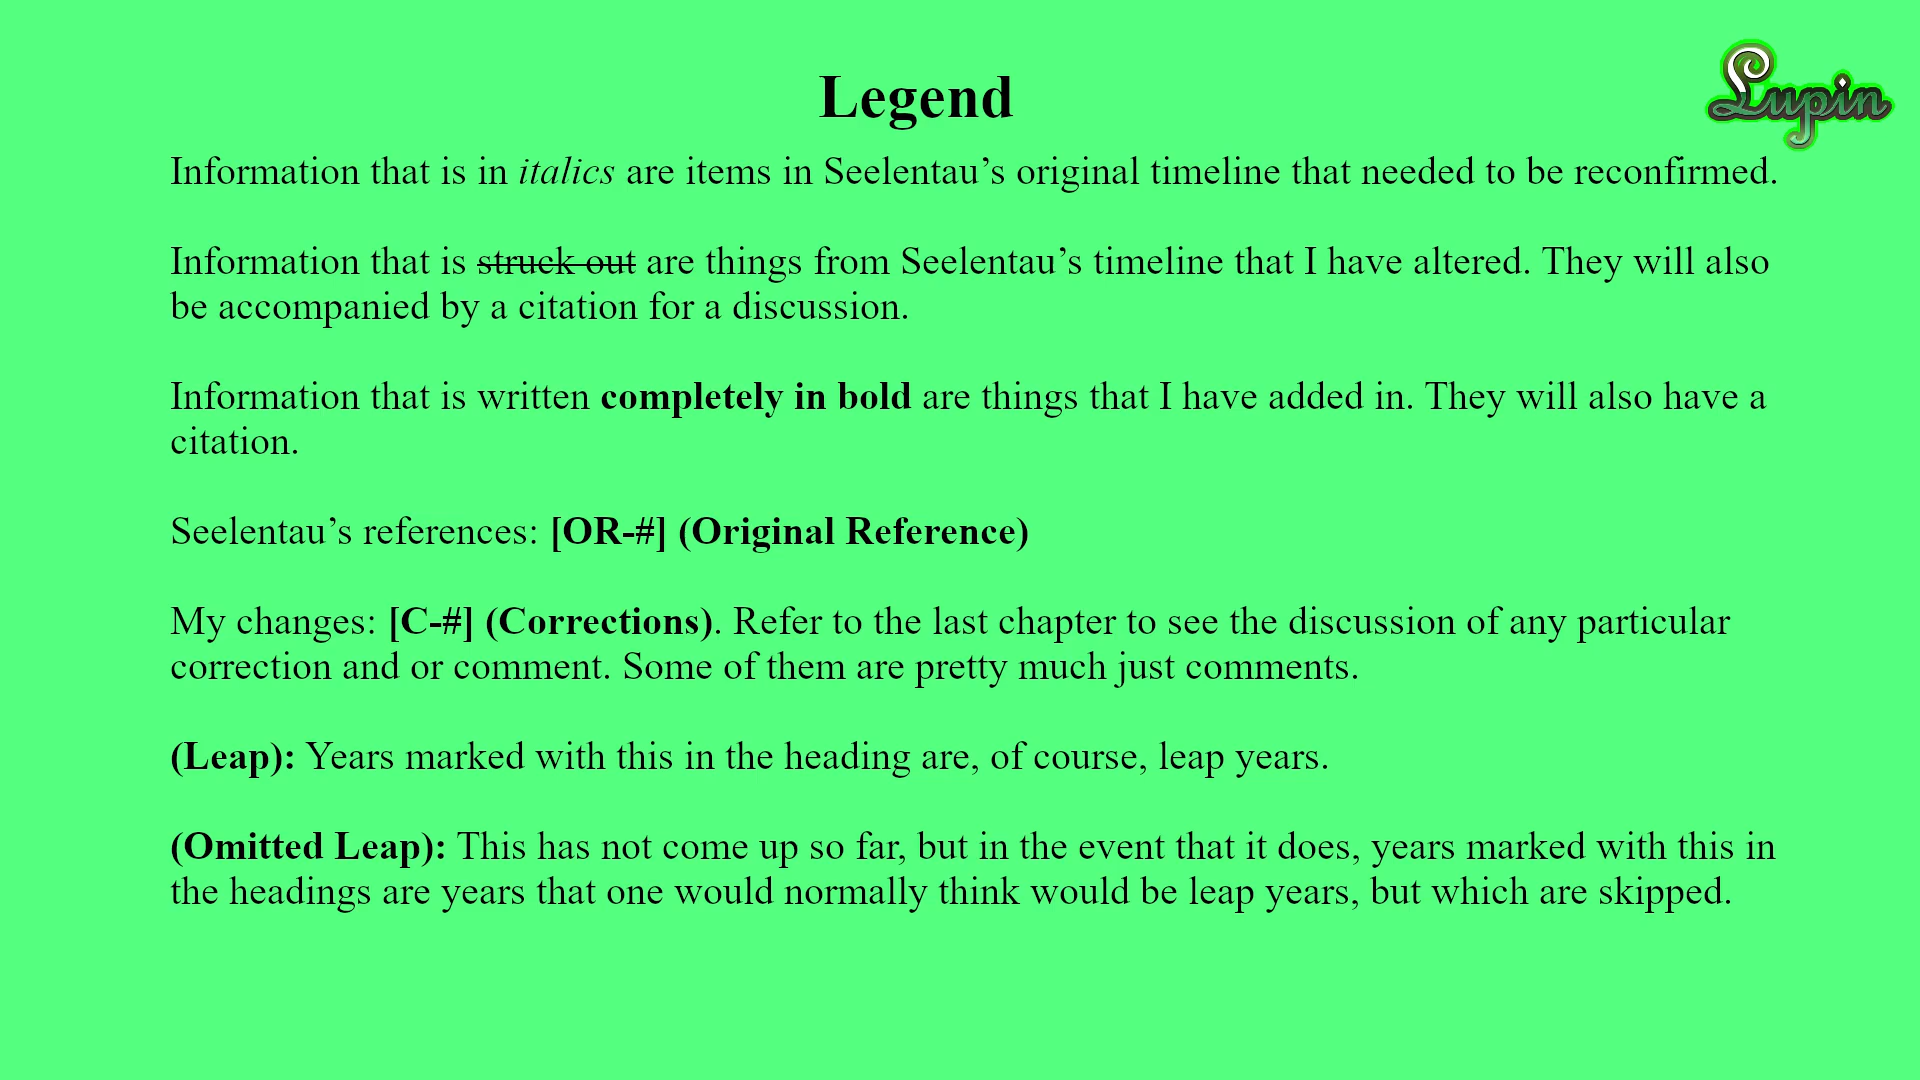 Legend
Lupin
Information that is in italics are items in Seelentau’s original timeline that needed to be reconfirmed.
Information that is struck out are things from Seelentau’s timeline that I have altered. They will also
be accompanied by a citation for a discussion.
Information that is written completely in bold are things that I have added in. They will also have a
citation.
Seelentau’s references: [OR-#] (Original Reference)
My changes: [C-#] (Corrections). Refer to the last chapter to see the discussion of any particular
correction and or comment. Some of them are pretty much just comments.
(Leap): Years marked with this in the heading are, of course, leap years.
(Omitted Leap): This has not come up so far, but in the event that it does, years marked with this in
the headings are years that one would normally think would be leap years, but which are skipped.